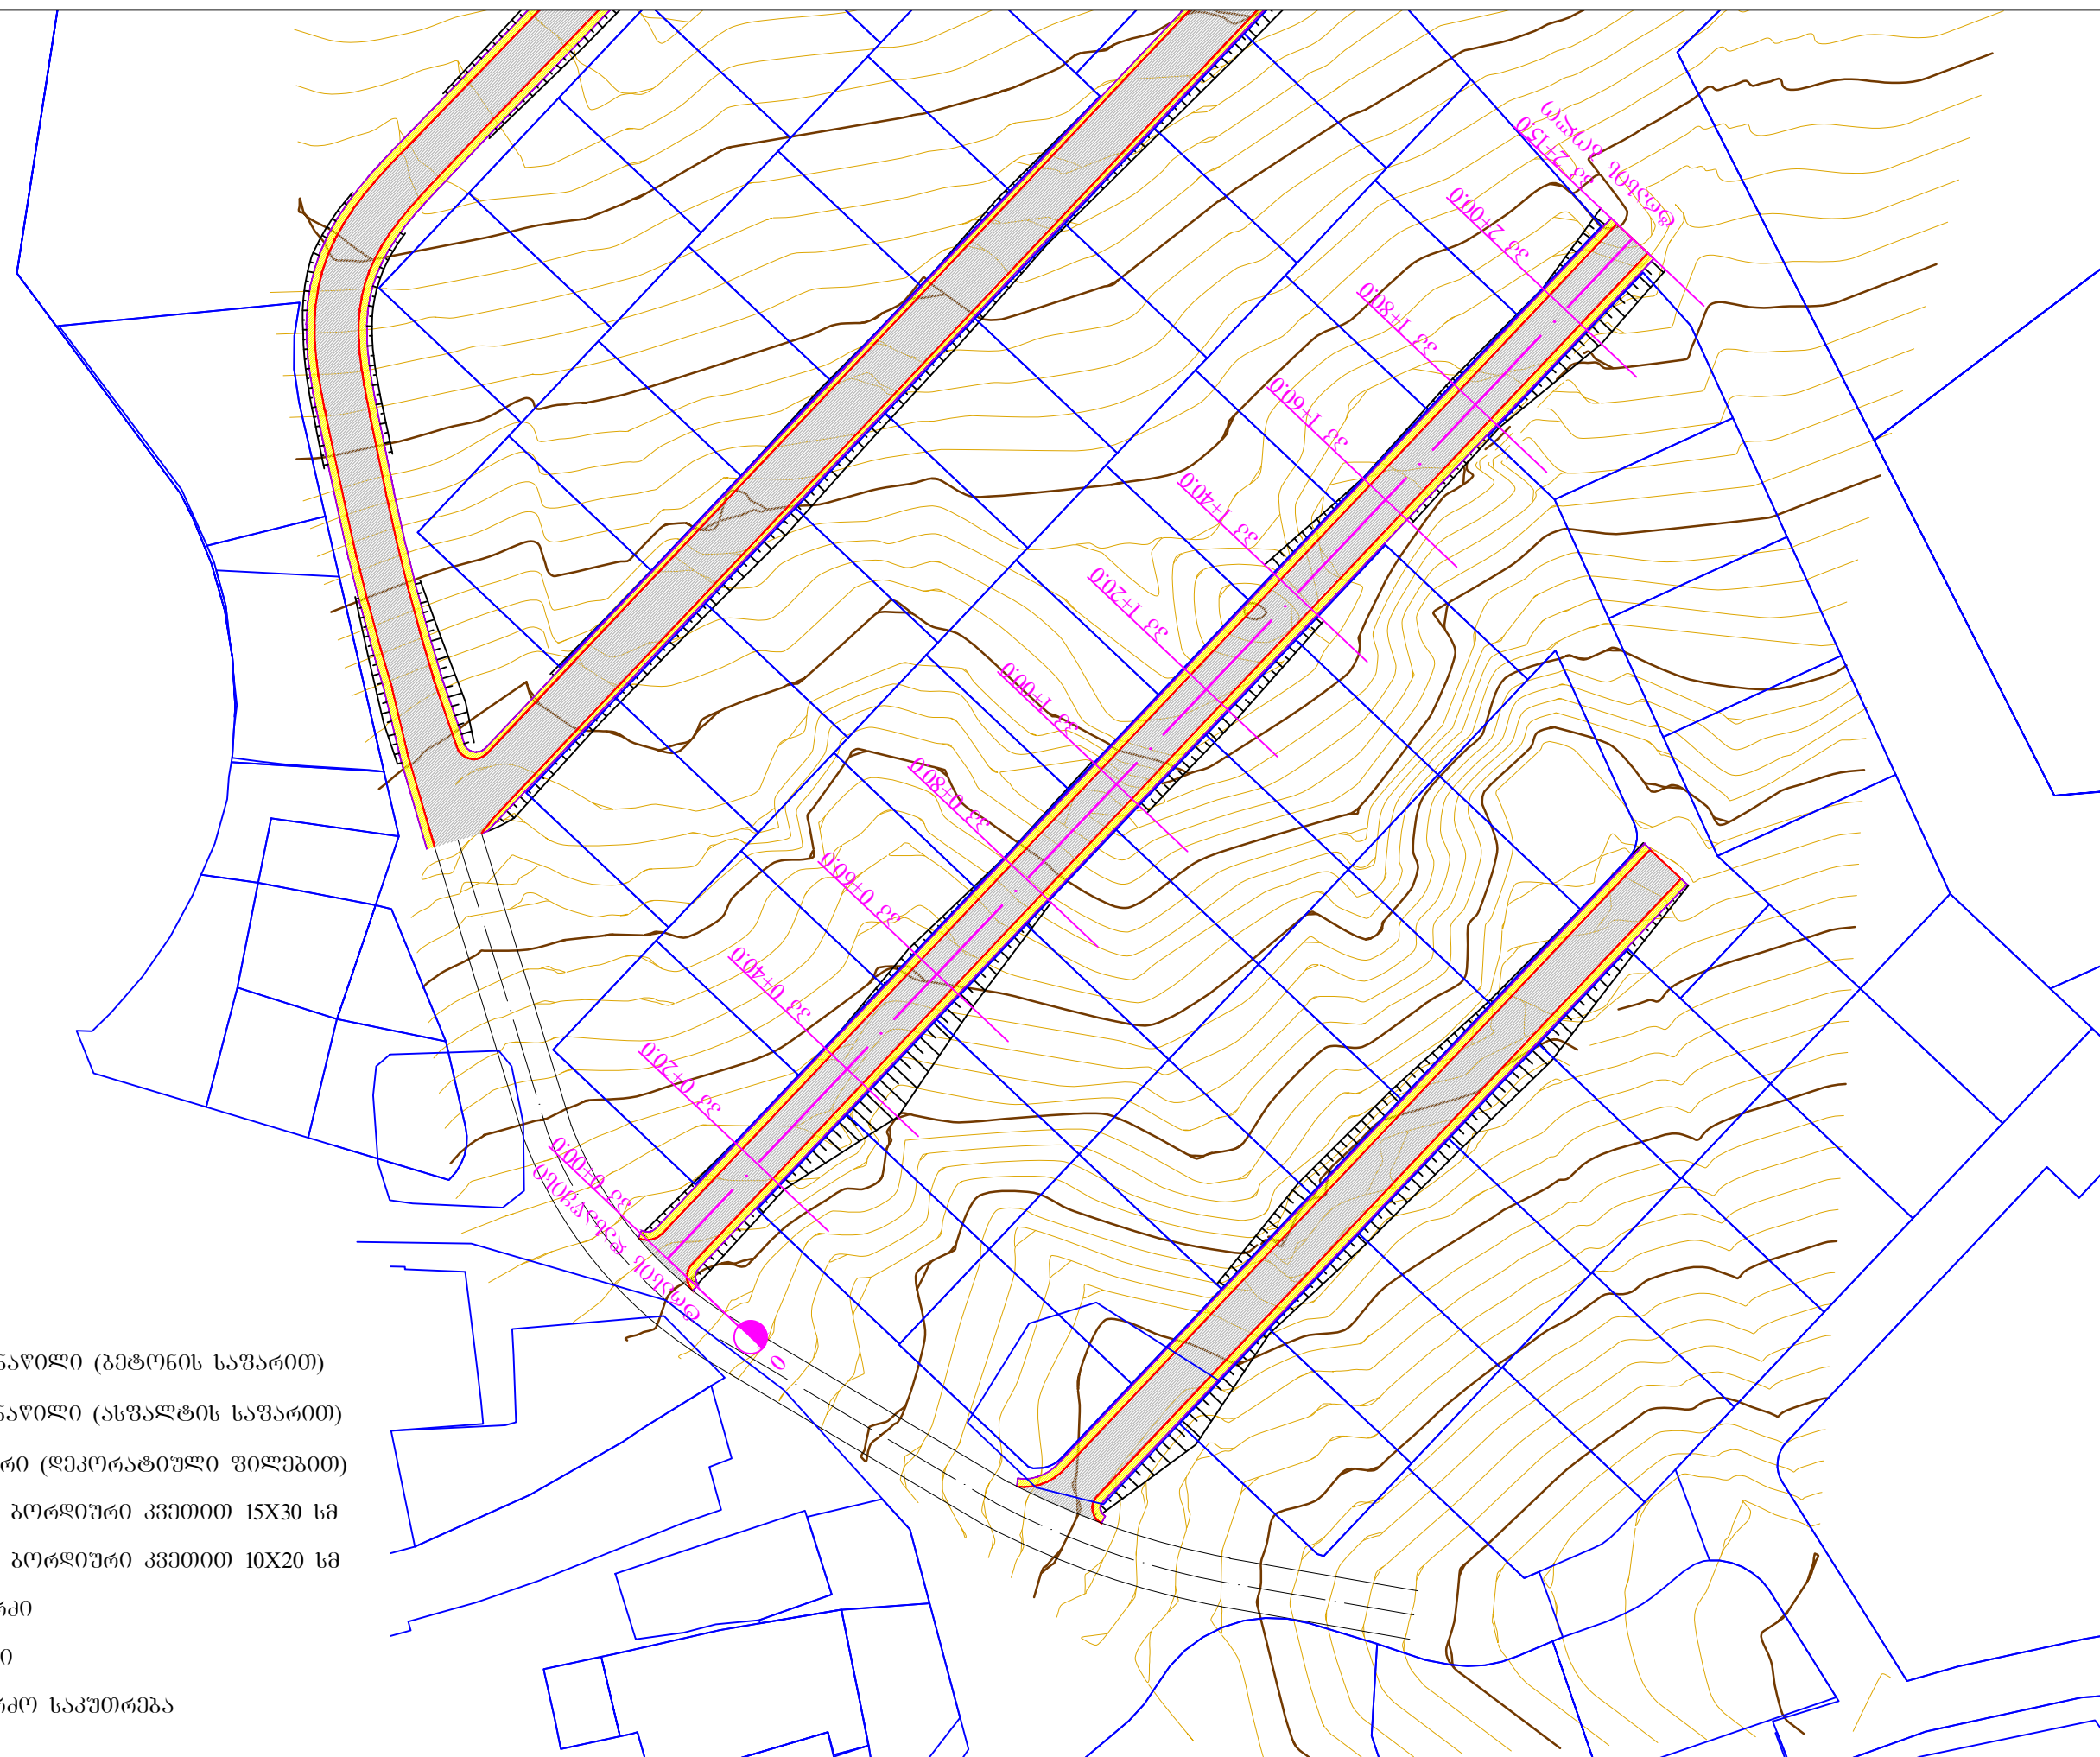 ტრასის ბოლო
პკ 2+15.0
პკ 2+00.0
პკ 1+80.0
პკ 1+60.0
პკ 1+40.0
პკ 1+20.0
პკ 1+00.0
პკ 0+80.0
პკ 0+60.0
პკ 0+40.0
პკ 0+20.0
პკ 0+00.0
ტრასის დასაწყისი
0
ნაწილი (ბეტონის საფარით)
ნაწილი (ასფალტის საფარით)
რი (დეკორატიული ფილებით)
ბორდიური კვეთით 15X30 სმ
ბორდიური კვეთით 10X20 სმ
რძი
ი
რძო საკუთრება